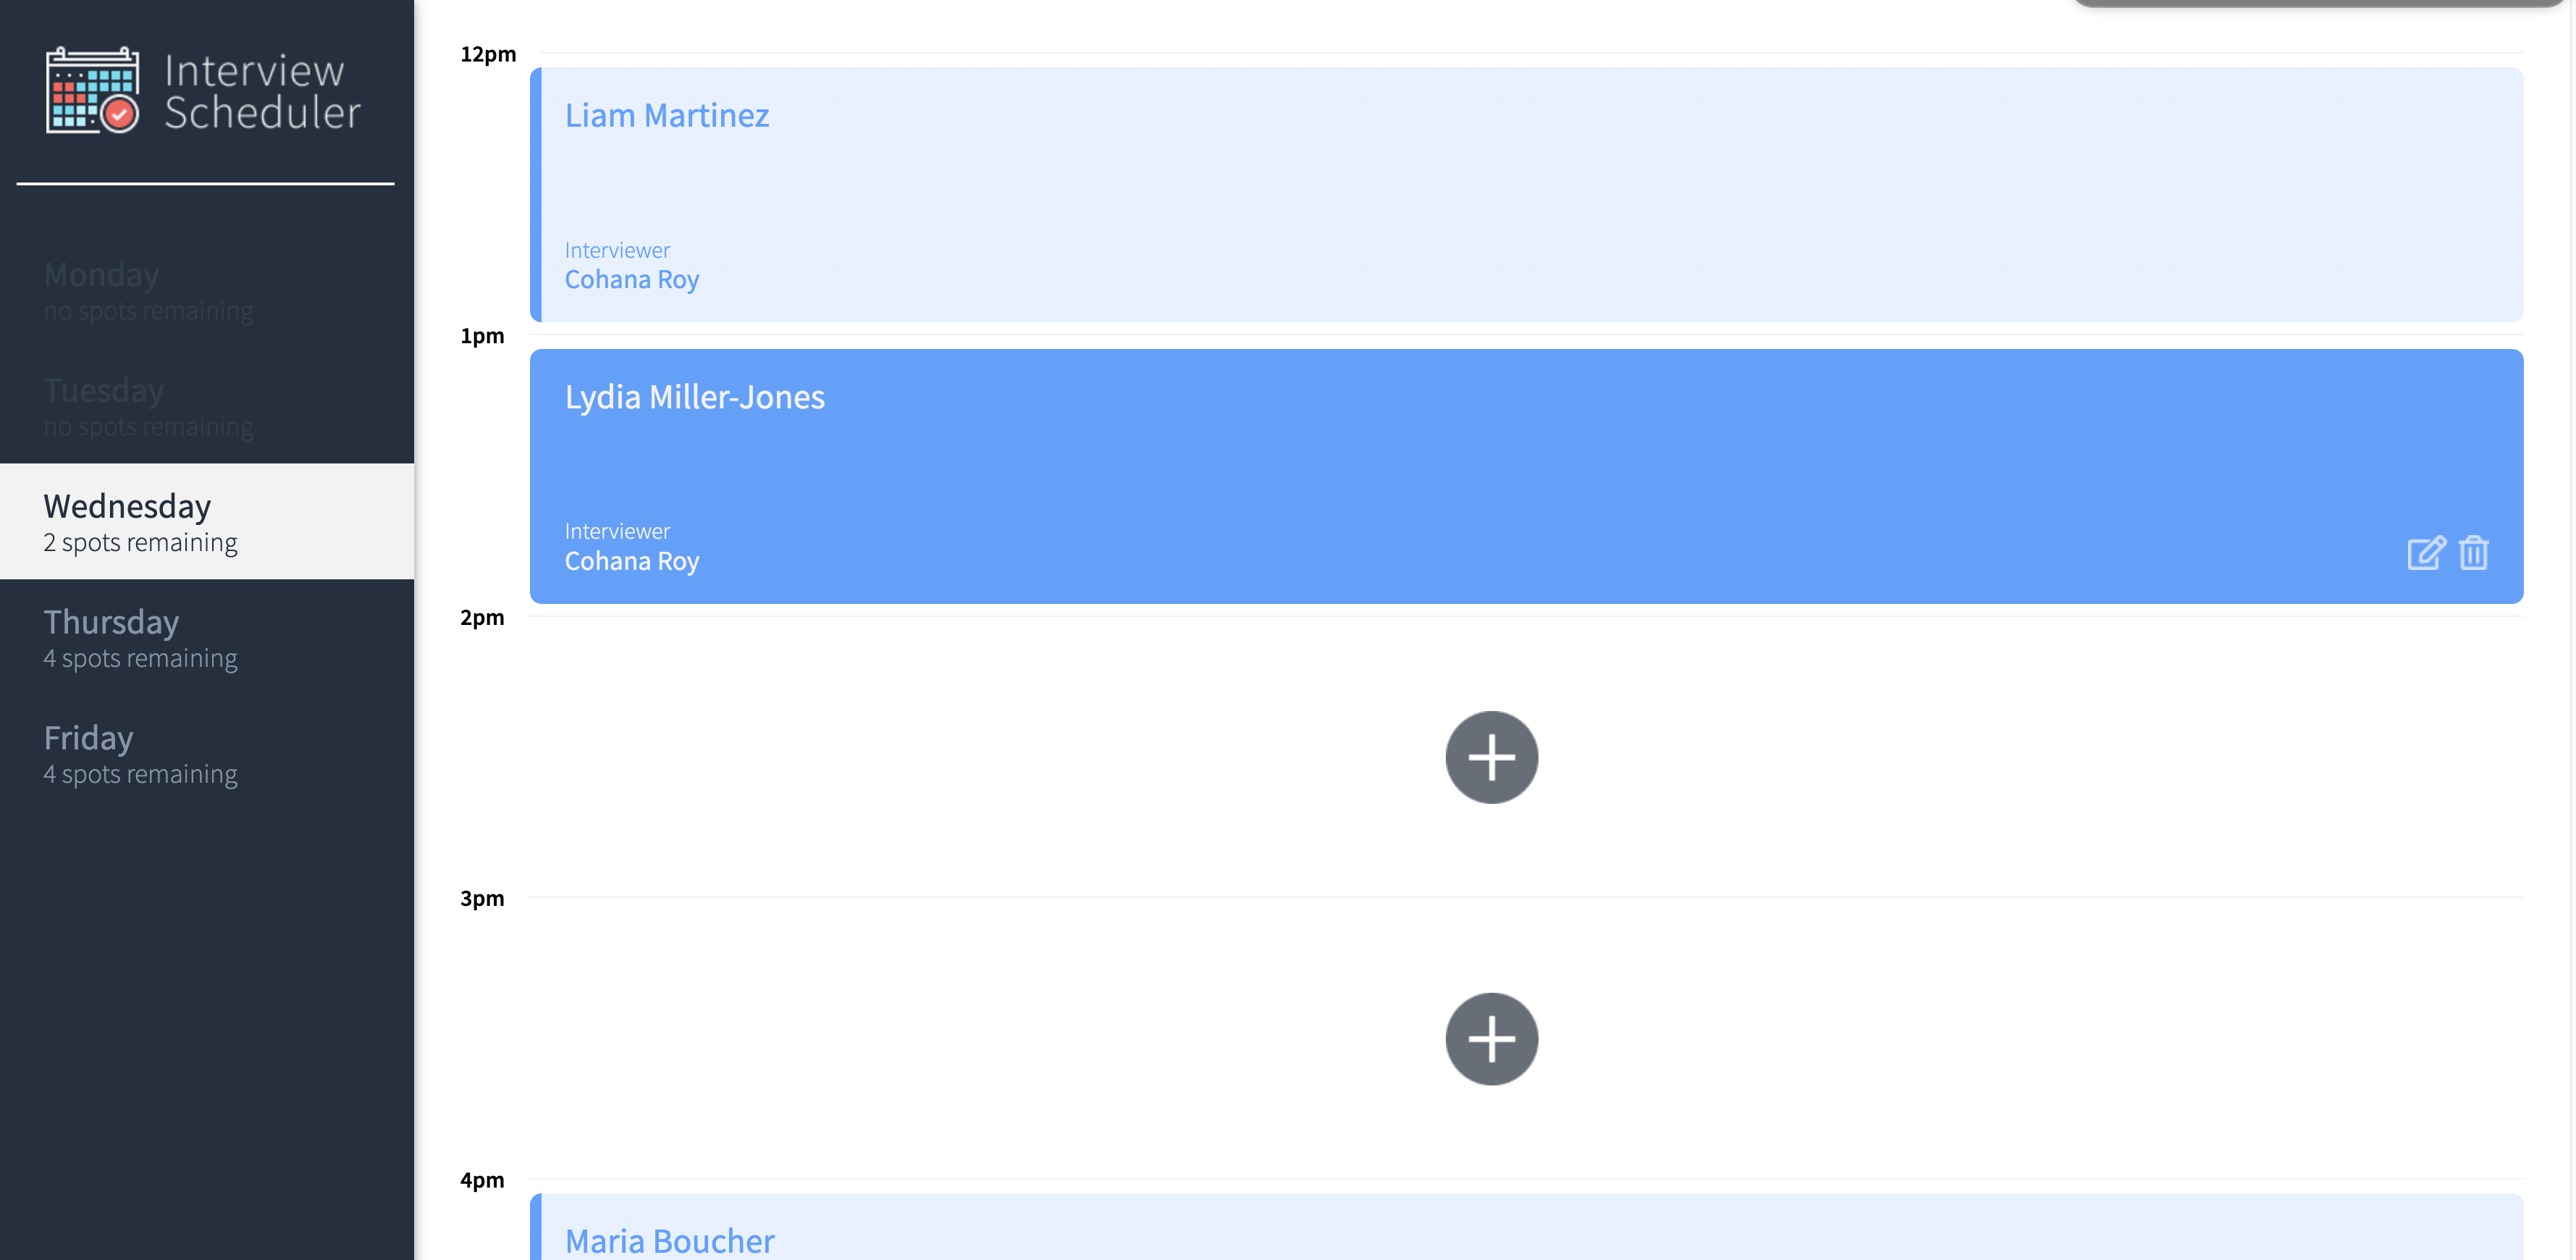 Interview
Scheduler
Monday
no spots remaining
Tuesday
no spots remaining
Wednesday
2 spots remaining
Thursday
4 spots remaining
Friday
4 spots remaining
12pm
Liam Martinez
Interviewer
Cohana Roy
1pm
Lydia Miller-Jones
Interviewer
Cohana Roy
2pm
3pm
4pm
Maria Boucher